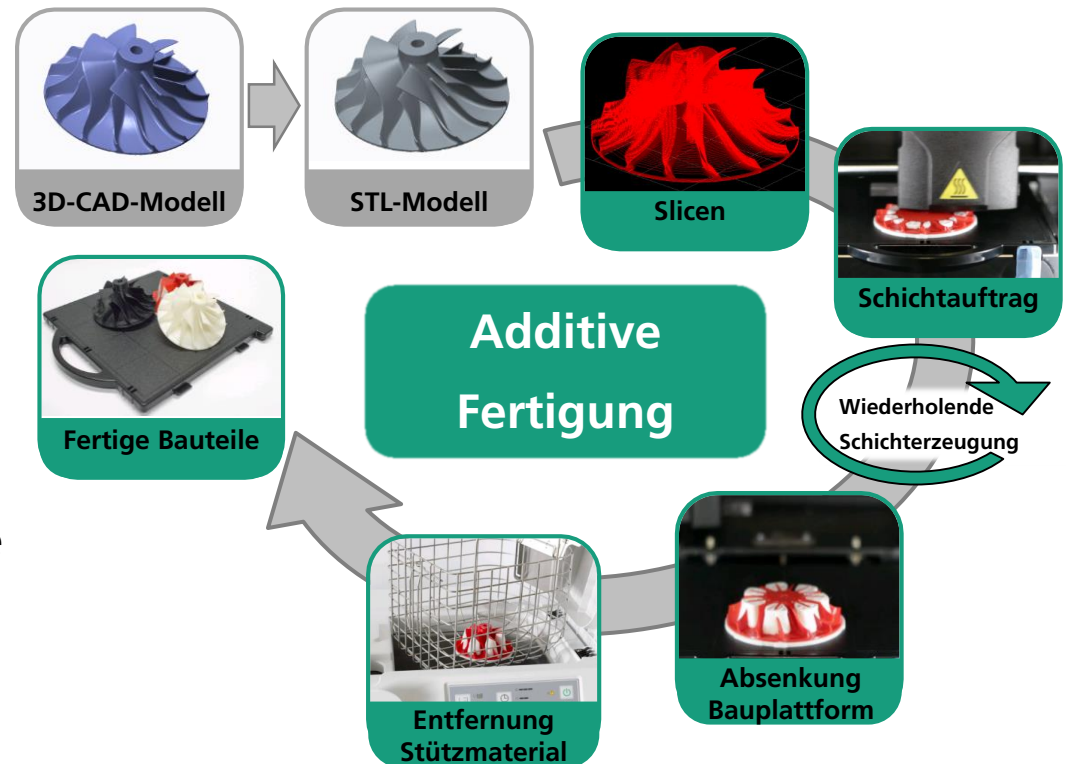 3D-CAD-Modell
STL-Modell
Slicen
Schichtauftrag
Additive
Fertigung
Wiederholende
Schichterzeugung
Fertige Bauteile
Absenkung
Bauplattform
Entfernung
Stützmaterial